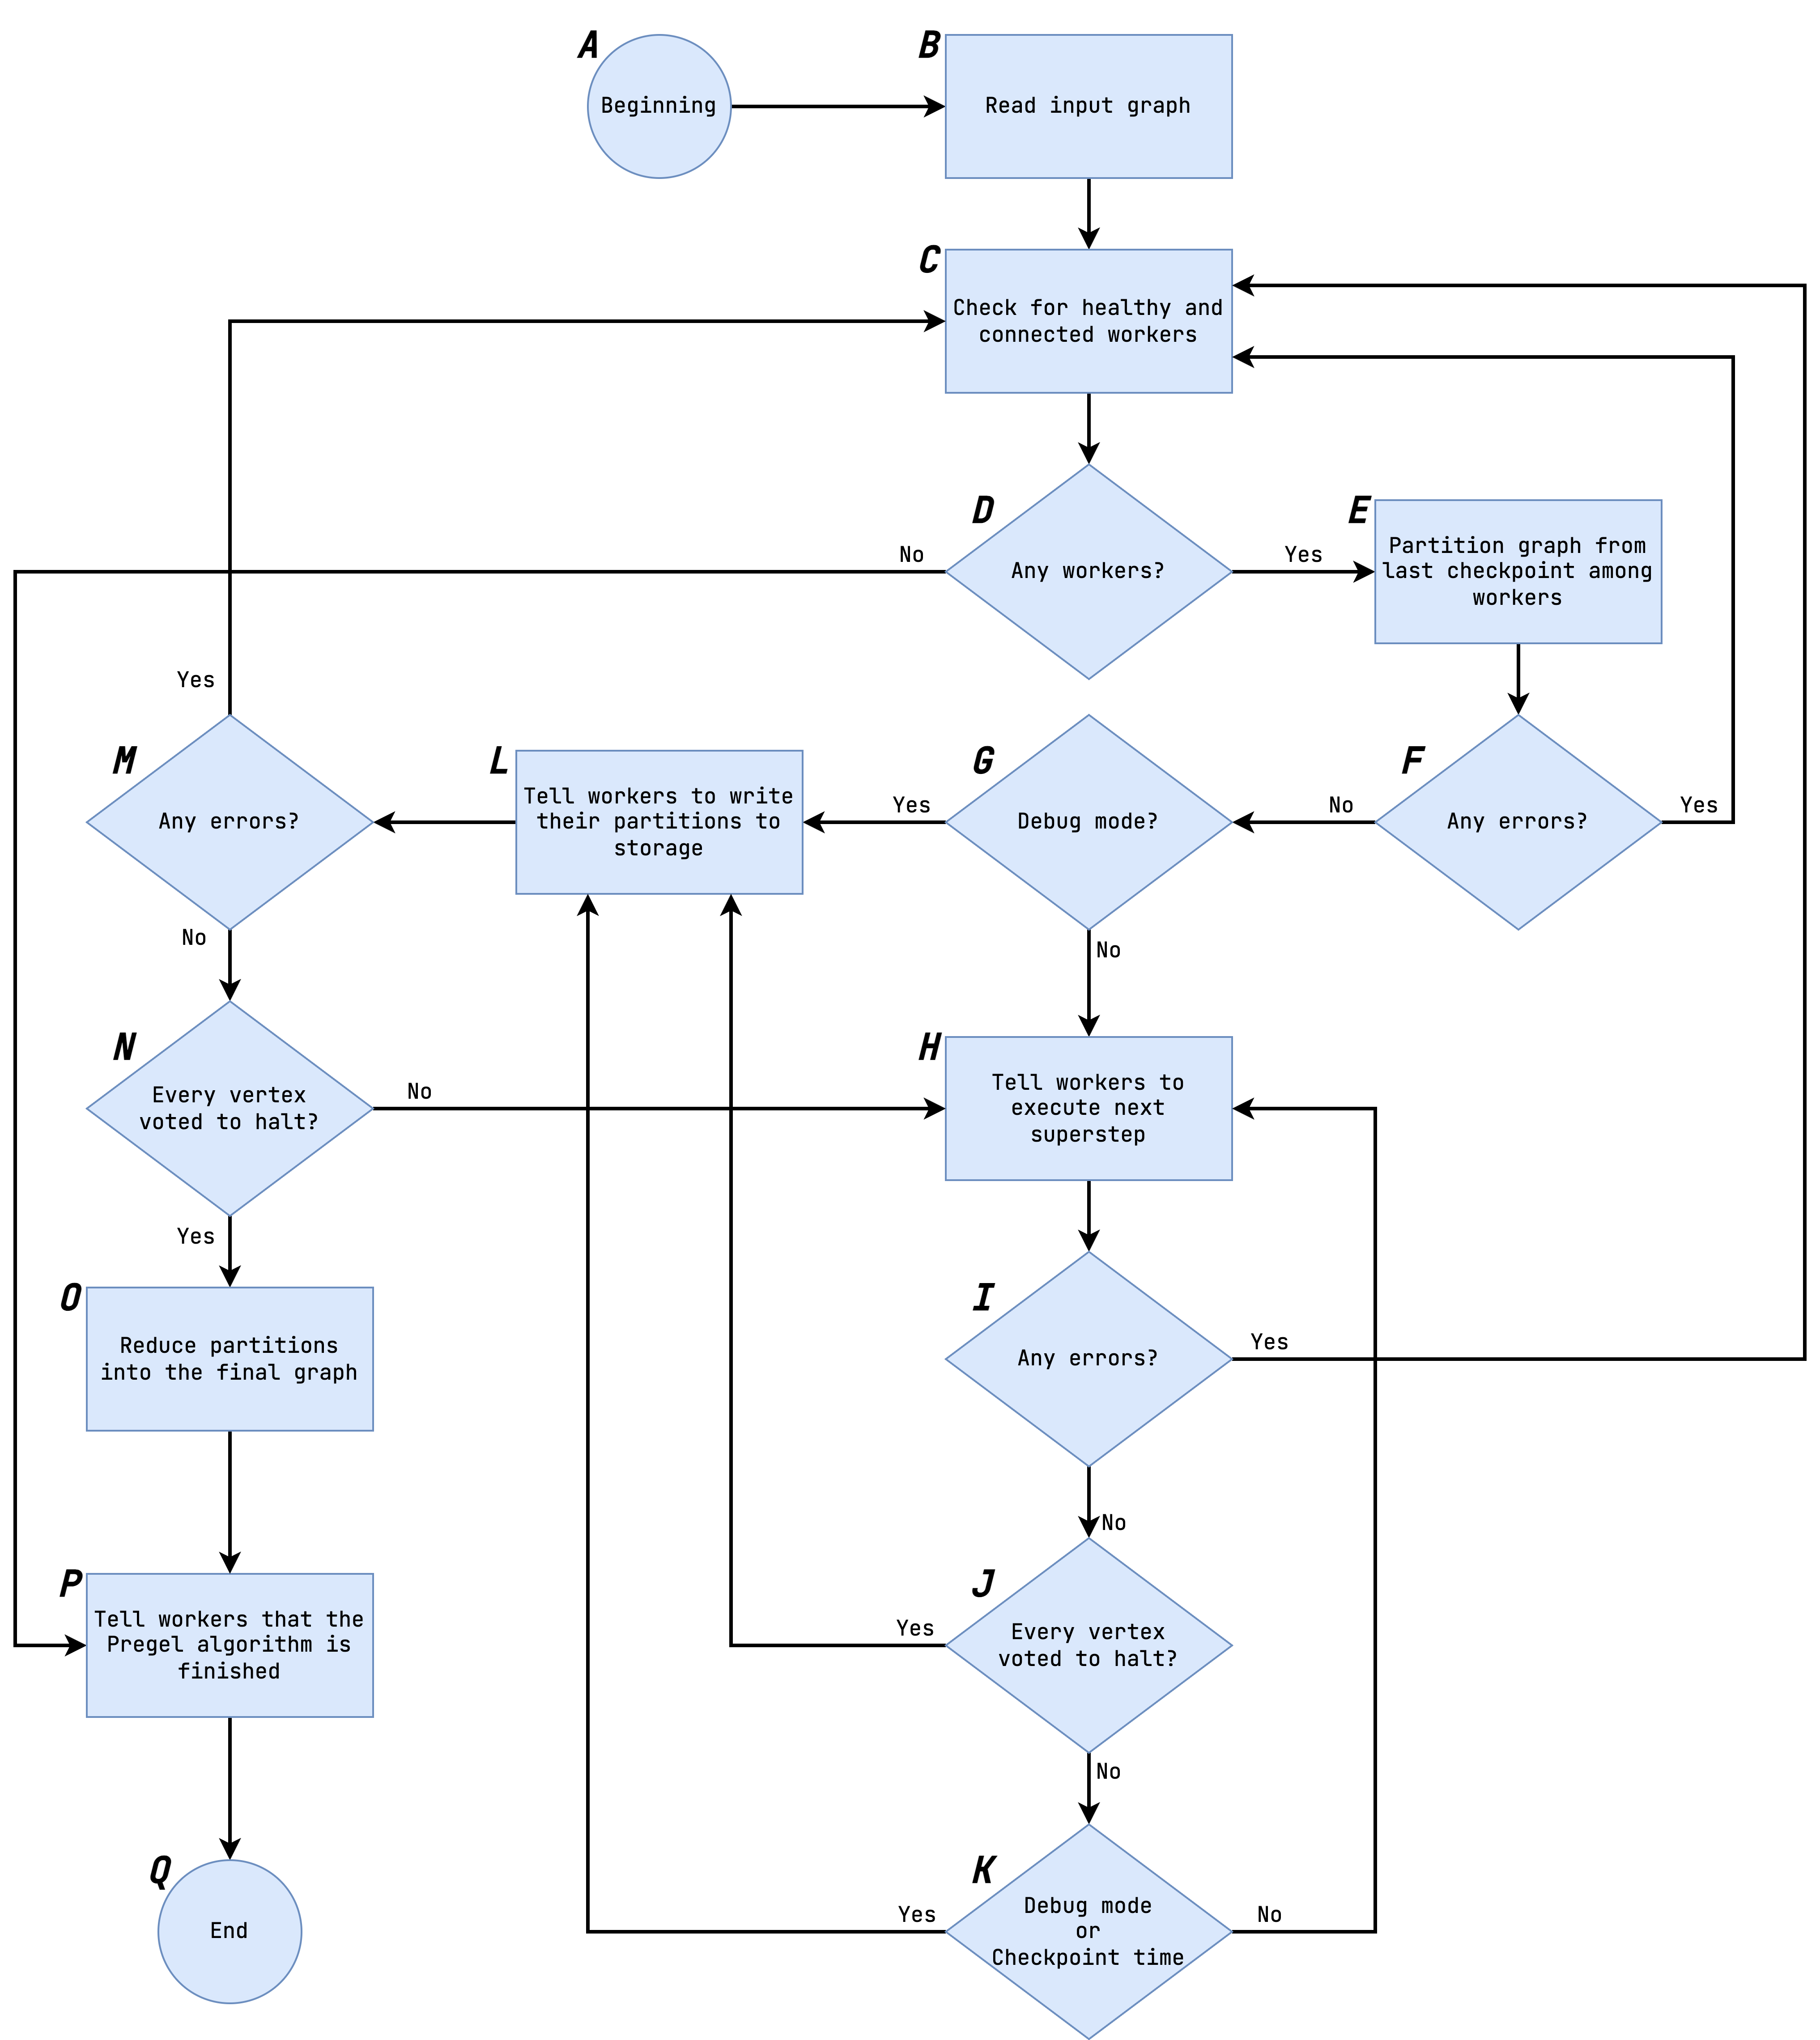 A
Beginning
B
Read input graph
C
Check for healthy and
connected workers
D
Any workers?
No
Yes
E
Partition graph from
last checkpoint among
workers
Yes
M
Any errors?
L
Tell workers to write
their partitions to
storage
Yes
G
Debug mode?
No
F
Any errors?
Yes
No
No
N
Every vertex
voted to halt?
No
H
Tell workers to
execute next
superstep
Yes
O
Reduce partitions
into the final graph
I
Any errors?
Yes
No
P
Tell workers that the
Pregel algorithm is
finished
J
Every vertex
voted to halt?
Yes
No
Q
End
K
Debug mode
or
Checkpoint time
Yes
No